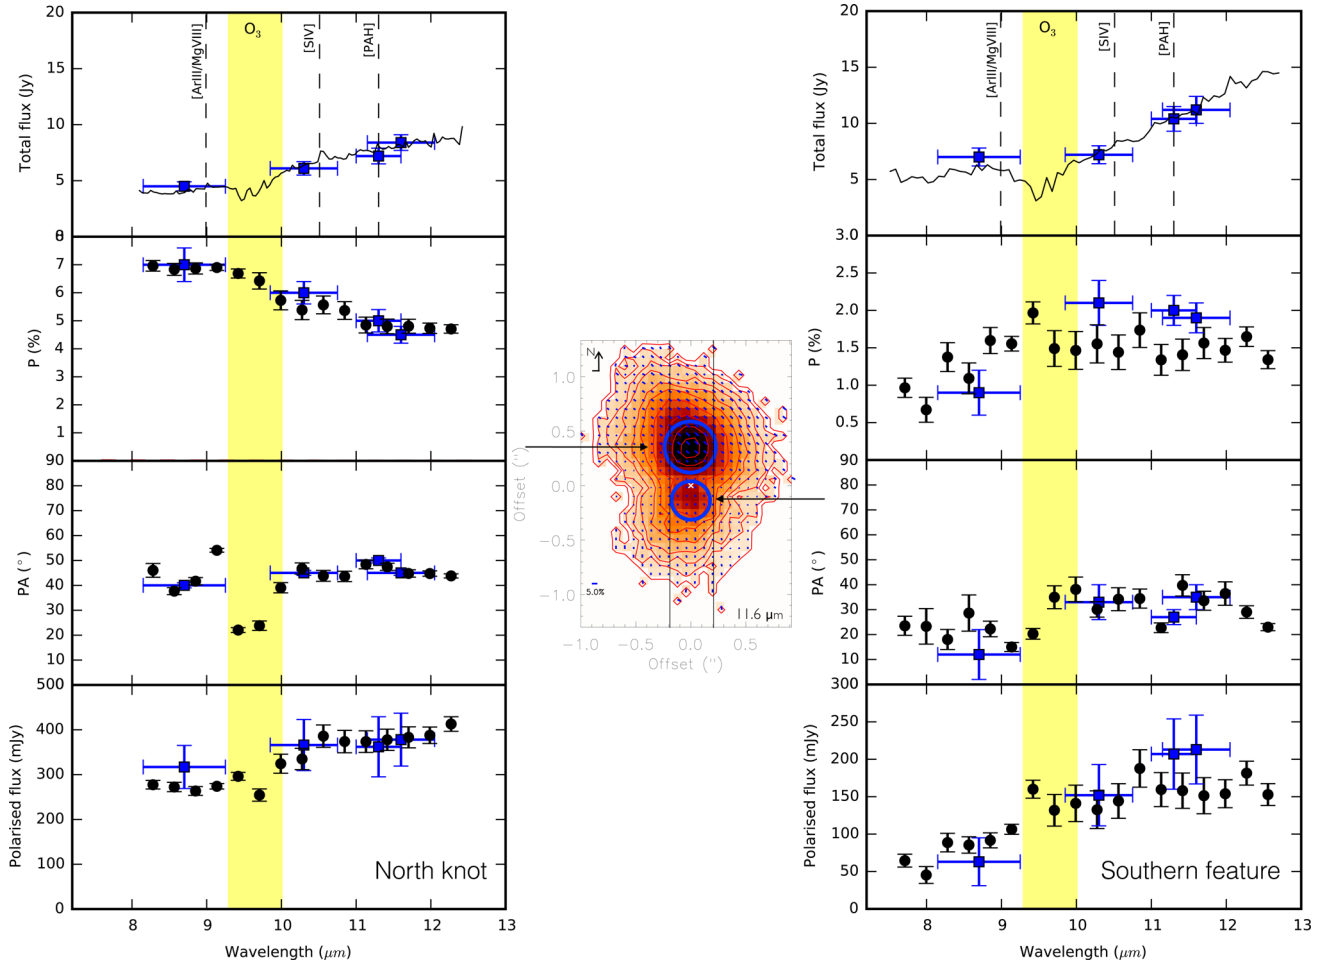 20
15
10
5
0
Total flux (Jy)
[ArIII/MgVIII]
O3
[SIV]
[PAH]
8
7
6
5
4
3
2
1
P (%)
90
80
70
60
50
40
30
20
10
PA (°)
500
400
300
200
100
0
Polarised flux (mJy)
North knot
8 9 10 11 12 13
Wavelength (μm)
N
1.0
0.5
0.0
−0.5
−1.0
Offset ('')
5.0%
11.6 μm
−1.0 −0.5 0.0 0.5
Offset ('')
20
15
10
5
Total flux (Jy)
[ArIII/MgVIII]
O3
[SIV]
[PAH]
3.0
2.5
2.0
1.5
1.0
0.5
P (%)
90
80
70
60
50
40
30
20
10
PA (°)
300
250
200
150
100
50
0
Polarised flux (mJy)
Southern feature
8 9 10 11 12 13
Wavelength (μm)